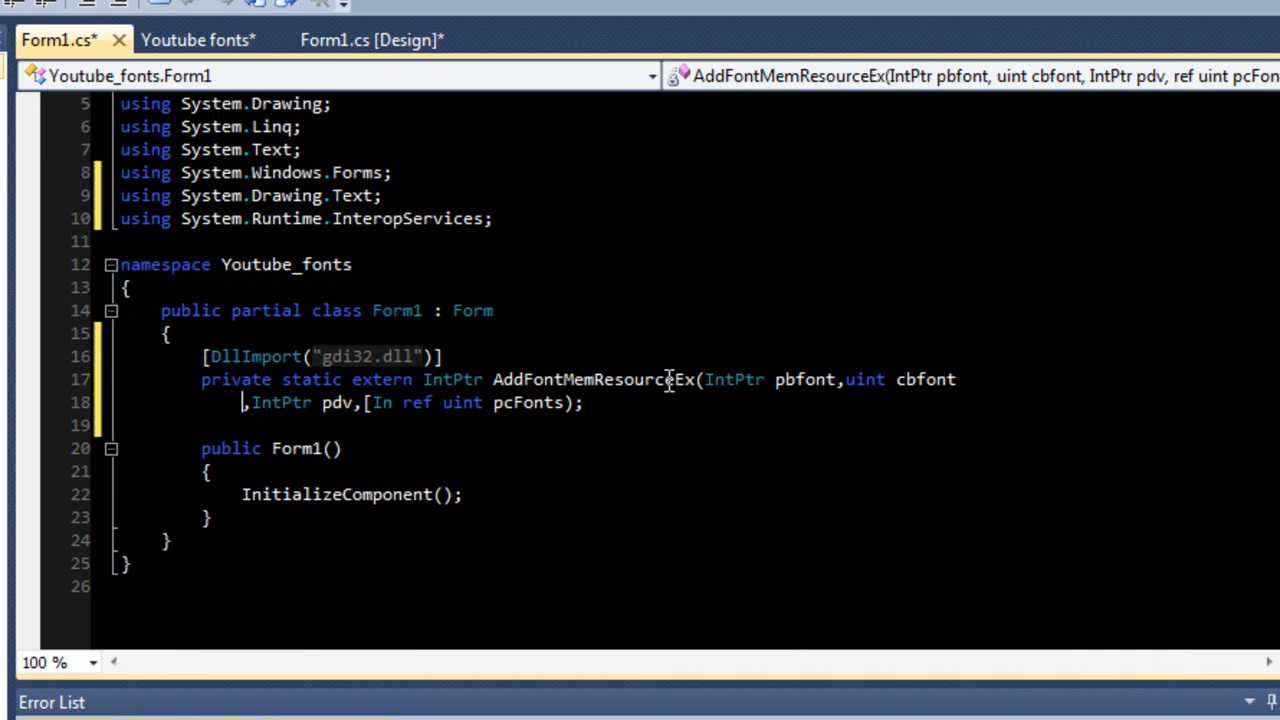 Form1.cs* Youtube fonts* Form1.cs [Design]*
Youtube_fonts.Form1 AddFontMemResourceEx(IntPtr pbfont, uint cbfont, IntPtr pdv, ref uint pcFon
5 using System.Drawing;
6 using System.Linq;
7 using System.Text;
8 using System.Windows.Forms;
9 using System.Drawing.Text;
10 using System.Runtime.InteropServices;
11
12 namespace Youtube_fonts
13 {
14 public partial class Form1 : Form
15 {
16 [DllImport("gdi32.dll")]
17 private static extern IntPtr AddFontMemResourceEx(IntPtr pbfont,uint cbfont
18 ,IntPtr pdv,[In ref uint pcFonts);
19
20 public Form1()
21 {
22 InitializeComponent();
23 }
24 }
25 }
26
100 %
Error List